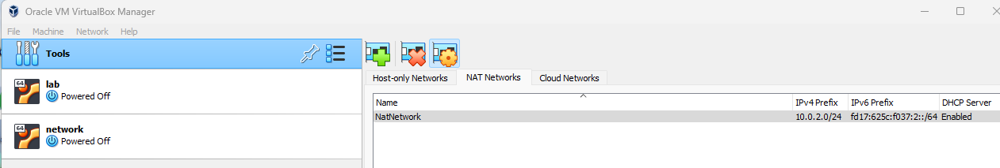 Oracle VM VirtualBox Manager
File Machine Network Help
Tools
64
lab
Powered Off
64
network
Powered Off
Host-only Networks NAT Networks Cloud Networks
Name IPv4 Prefix IPv6 Prefix DHCP Server
NatNetwork 10.0.2.0/24 fd17:625c:f037:2::/64 Enabled